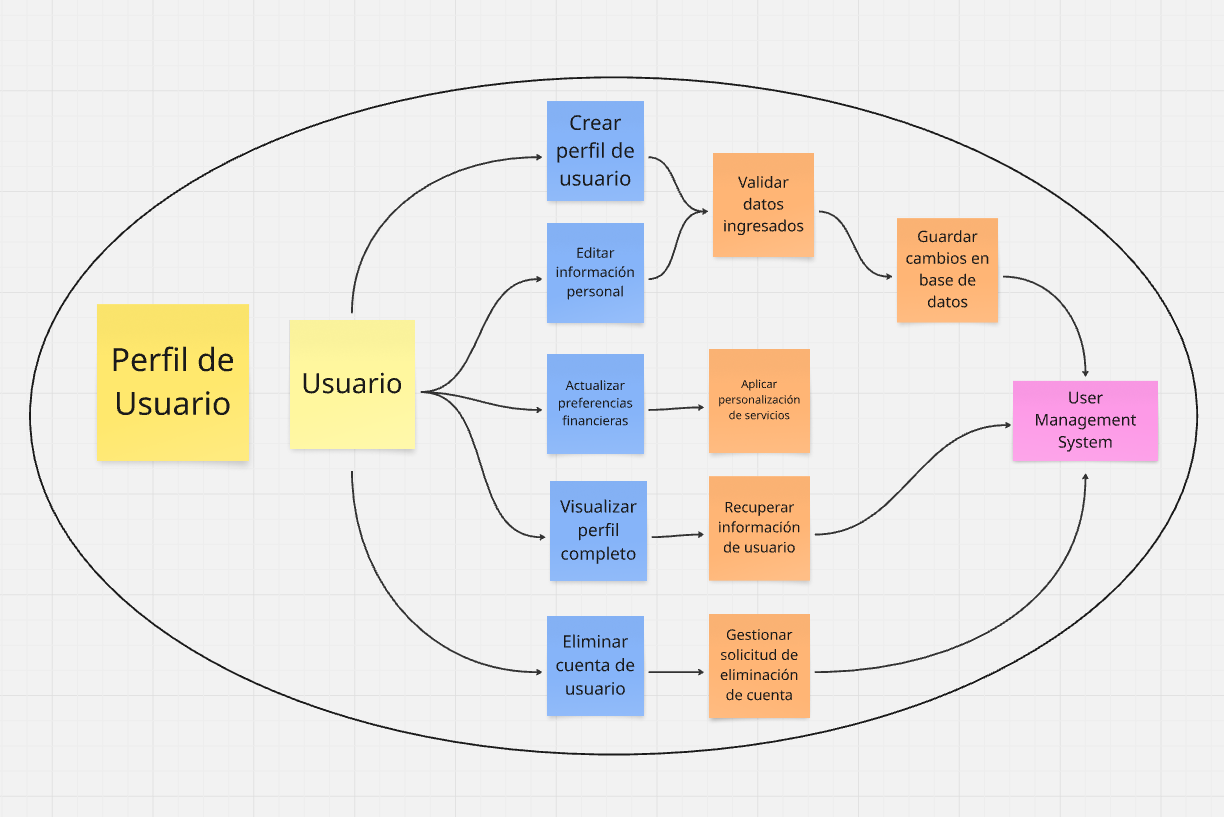 Perfil de
Usuario
Usuario
Crear
perfil de
usuario
Editar
información
personal
Actualizar
preferencias
financieras
Visualizar
perfil
completo
Eliminar
cuenta de
usuario
Validar
datos
ingresados
Guardar
cambios en
base de
datos
Aplicar
personalización
de servicios
Recuperar
información
de usuario
Gestionar
solicitud de
eliminación
de cuenta
User
Management
System